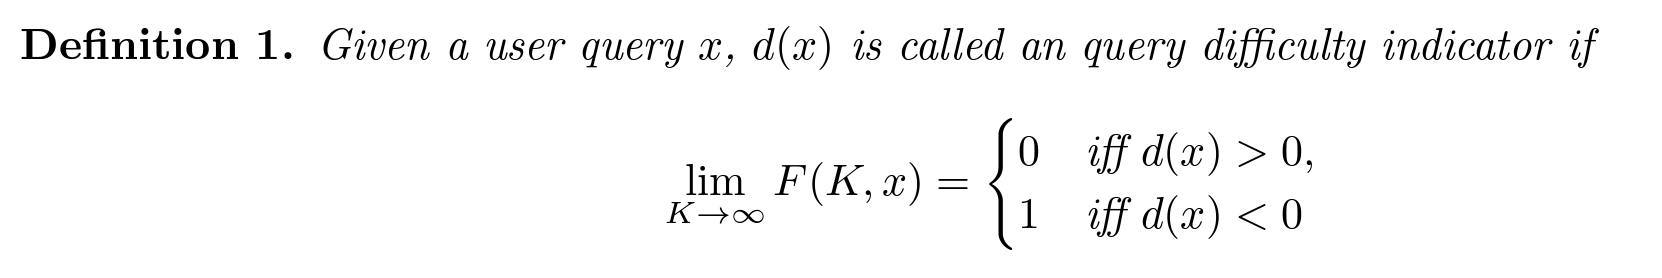 Definition 1. Given a user query x, d(x) is called an query difficulty indicator if
lim K→∞ F(K, x) = { 0 iff d(x) > 0,
1 iff d(x) < 0